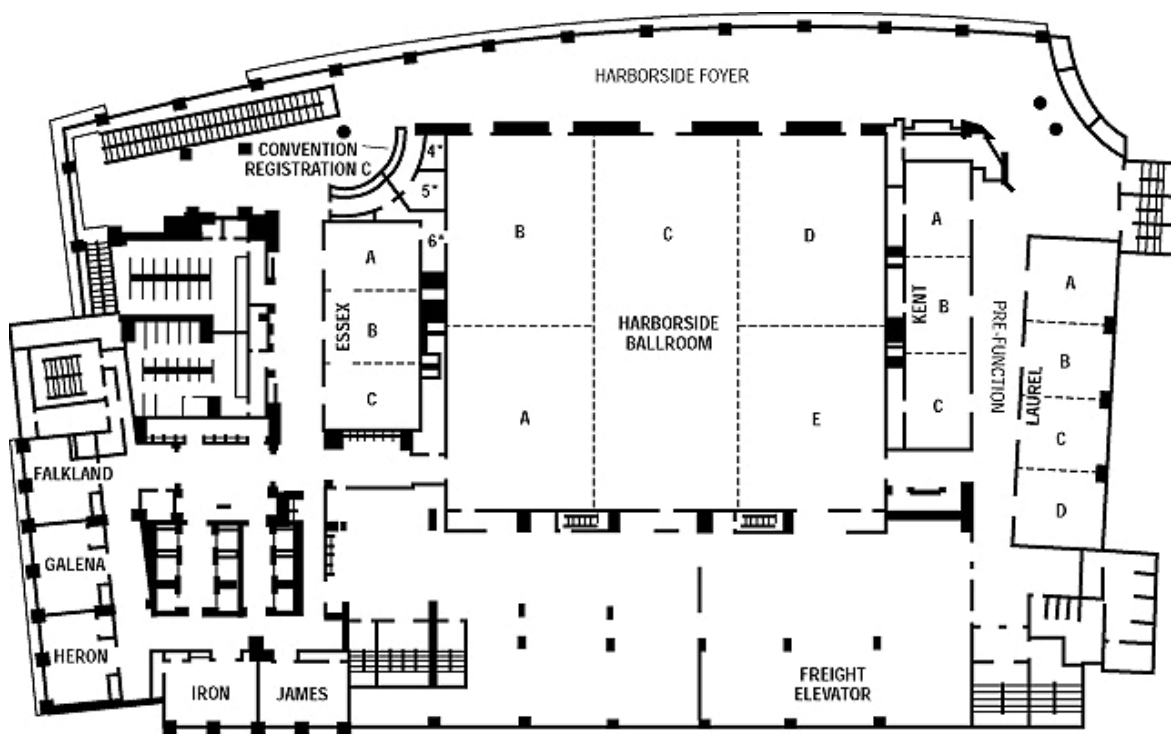 HARBORSIDE FOYER
CONVENTION
REGISTRATION C
4*
5*
6*
A
B
C
ESSEX
B
C
D
HARBORSIDE
BALLROOM
A
E
A
B
C
KENT
PRE-FUNCTION
A
B
C
D
LAUREL
FALKLAND
GALENA
HERON
IRON
JAMES
FREIGHT
ELEVATOR